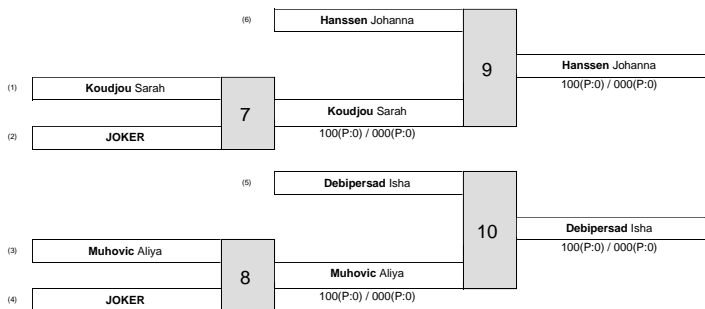 (6) Hanssen Johanna
9
Hanssen Johanna
100(P:0) / 000(P:0)
(1) Koudjou Sarah
7
Koudjou Sarah
100(P:0) / 000(P:0)
(2) JOKER
(5) Debipersad Isha
10
Debipersad Isha
100(P:0) / 000(P:0)
(3) Muhovic Aliya
8
Muhovic Aliya
100(P:0) / 000(P:0)
(4) JOKER